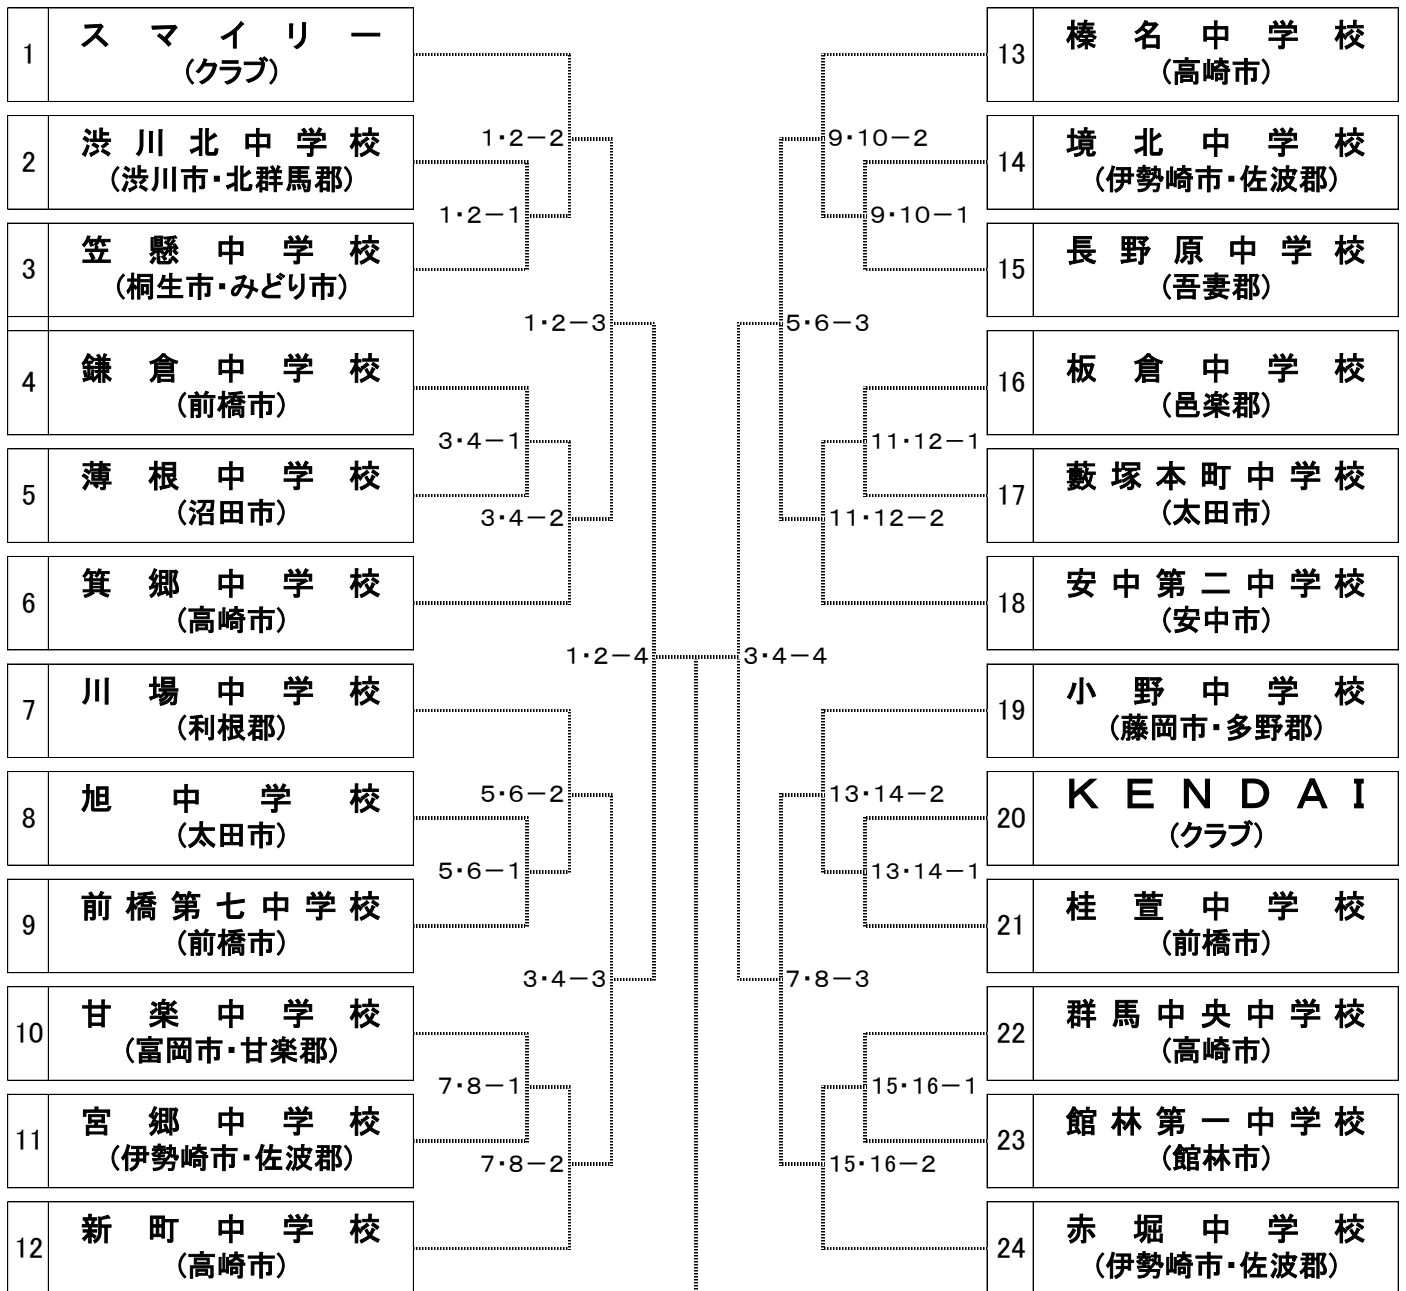 1
スマイリー
(クラブ)
2
渋川北中学校
(渋川市・北群馬郡)
3
笠懸中学校
(桐生市・みどり市)
4
鎌倉中学校
(前橋市)
5
薄根中学校
(沼田市)
6
箕郷中学校
(高崎市)
7
川場中学校
(利根郡)
8
旭中学校
(太田市)
9
前橋第七中学校
(前橋市)
10
甘楽中学校
(富岡市・甘楽郡)
11
宮郷中学校
(伊勢崎市・佐波郡)
12
新町中学校
(高崎市)
1・2－2
1・2－1
1・2－3
3・4－1
3・4－2
1・2－4
5・6－2
5・6－1
3・4－3
7・8－1
7・8－2
9・10－2
9・10－1
5・6－3
11・12－1
11・12－2
3・4－4
13・14－2
13・14－1
7・8－3
15・16－1
15・16－2
13
榛名中学校
(高崎市)
14
境北中学校
(伊勢崎市・佐波郡)
15
長野原中学校
(吾妻郡)
16
板倉中学校
(邑楽郡)
17
藪塚本町中学校
(太田市)
18
安中第二中学校
(安中市)
19
小野中学校
(藤岡市・多野郡)
20
ＫＥＮＤＡＩ
(クラブ)
21
桂萱中学校
(前橋市)
22
群馬中央中学校
(高崎市)
23
館林第一中学校
(館林市)
24
赤堀中学校
(伊勢崎市・佐波郡)